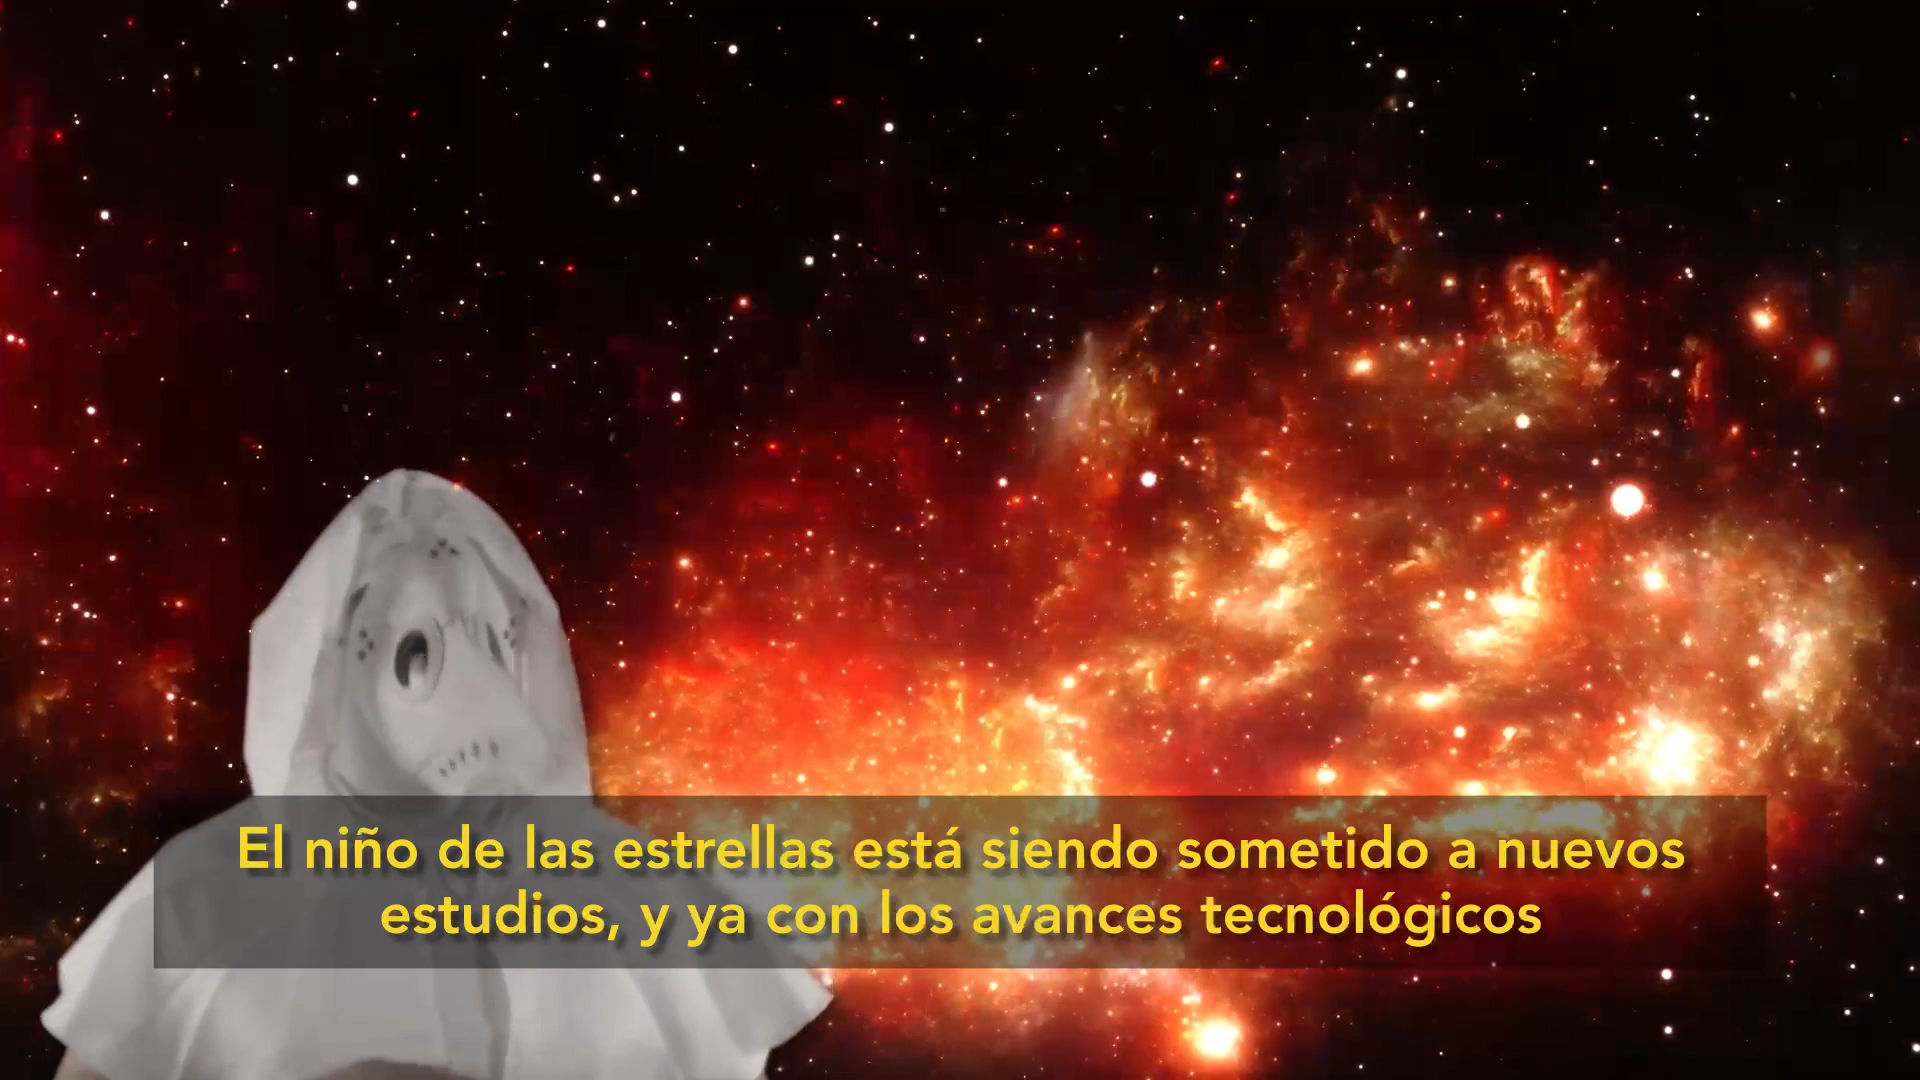 El niño de las estrellas está siendo sometido a nuevos
estudios, y ya con los avances tecnológicos